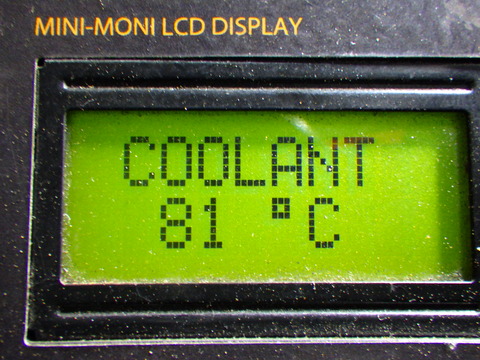 MINI-MONI LCD DISPLAY
COOLANT
81 °C